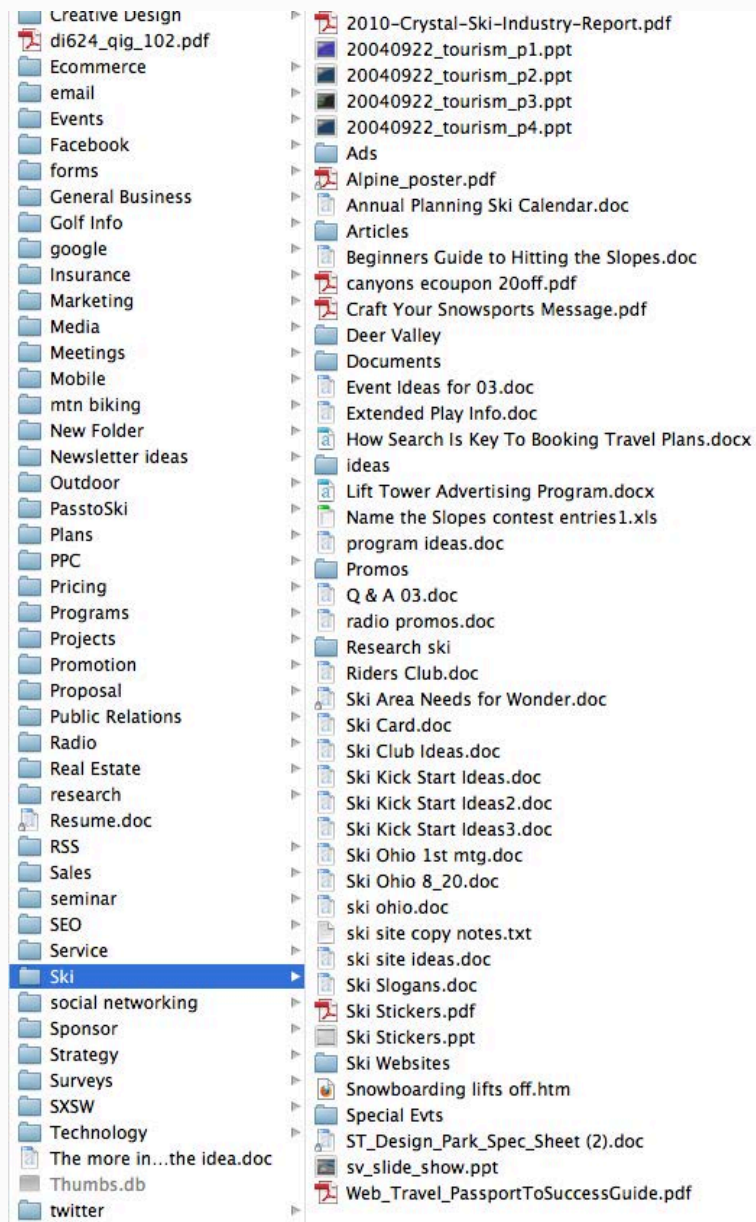 Creative Design
di624_qig_102.pdf
Ecommerce
email
Events
Facebook
forms
General Business
Golf Info
google
Insurance
Marketing
Media
Meetings
Mobile
mtn biking
New Folder
Newsletter ideas
Outdoor
PasstoSki
Plans
PPC
Pricing
Programs
Projects
Promotion
Proposal
Public Relations
Radio
Real Estate
research
Resume.doc
RSS
Sales
seminar
SEO
Service
Ski
social networking
Sponsor
Strategy
Surveys
SXSW
Technology
The more in...the idea.doc
Thumbs.db
twitter
2010-Crystal-Ski-Industry-Report.pdf
20040922_tourism_p1.ppt
20040922_tourism_p2.ppt
20040922_tourism_p3.ppt
20040922_tourism_p4.ppt
Ads
Alpine_poster.pdf
Annual Planning Ski Calendar.doc
Articles
Beginners Guide to Hitting the Slopes.doc
canyons ecoupon 20off.pdf
Craft Your Snowsports Message.pdf
Deer Valley
Documents
Event Ideas for 03.doc
Extended Play Info.doc
How Search Is Key To Booking Travel Plans.docx
ideas
Lift Tower Advertising Program.docx
Name the Slopes contest entries1.xls
program ideas.doc
Promos
Q & A 03.doc
radio promos.doc
Research ski
Riders Club.doc
Ski Area Needs for Wonder.doc
Ski Card.doc
Ski Club Ideas.doc
Ski Kick Start Ideas.doc
Ski Kick Start Ideas2.doc
Ski Kick Start Ideas3.doc
Ski Ohio 1st mtg.doc
Ski Ohio 8_20.doc
ski ohio.doc
ski site copy notes.txt
ski site ideas.doc
Ski Slogans.doc
Ski Stickers.pdf
Ski Stickers.ppt
Ski Websites
Snowboarding lifts off.htm
Special Evts
ST_Design_Park_Spec_Sheet (2).doc
sv_slide_show.ppt
Web_Travel_PassportToSuccessGuide.pdf